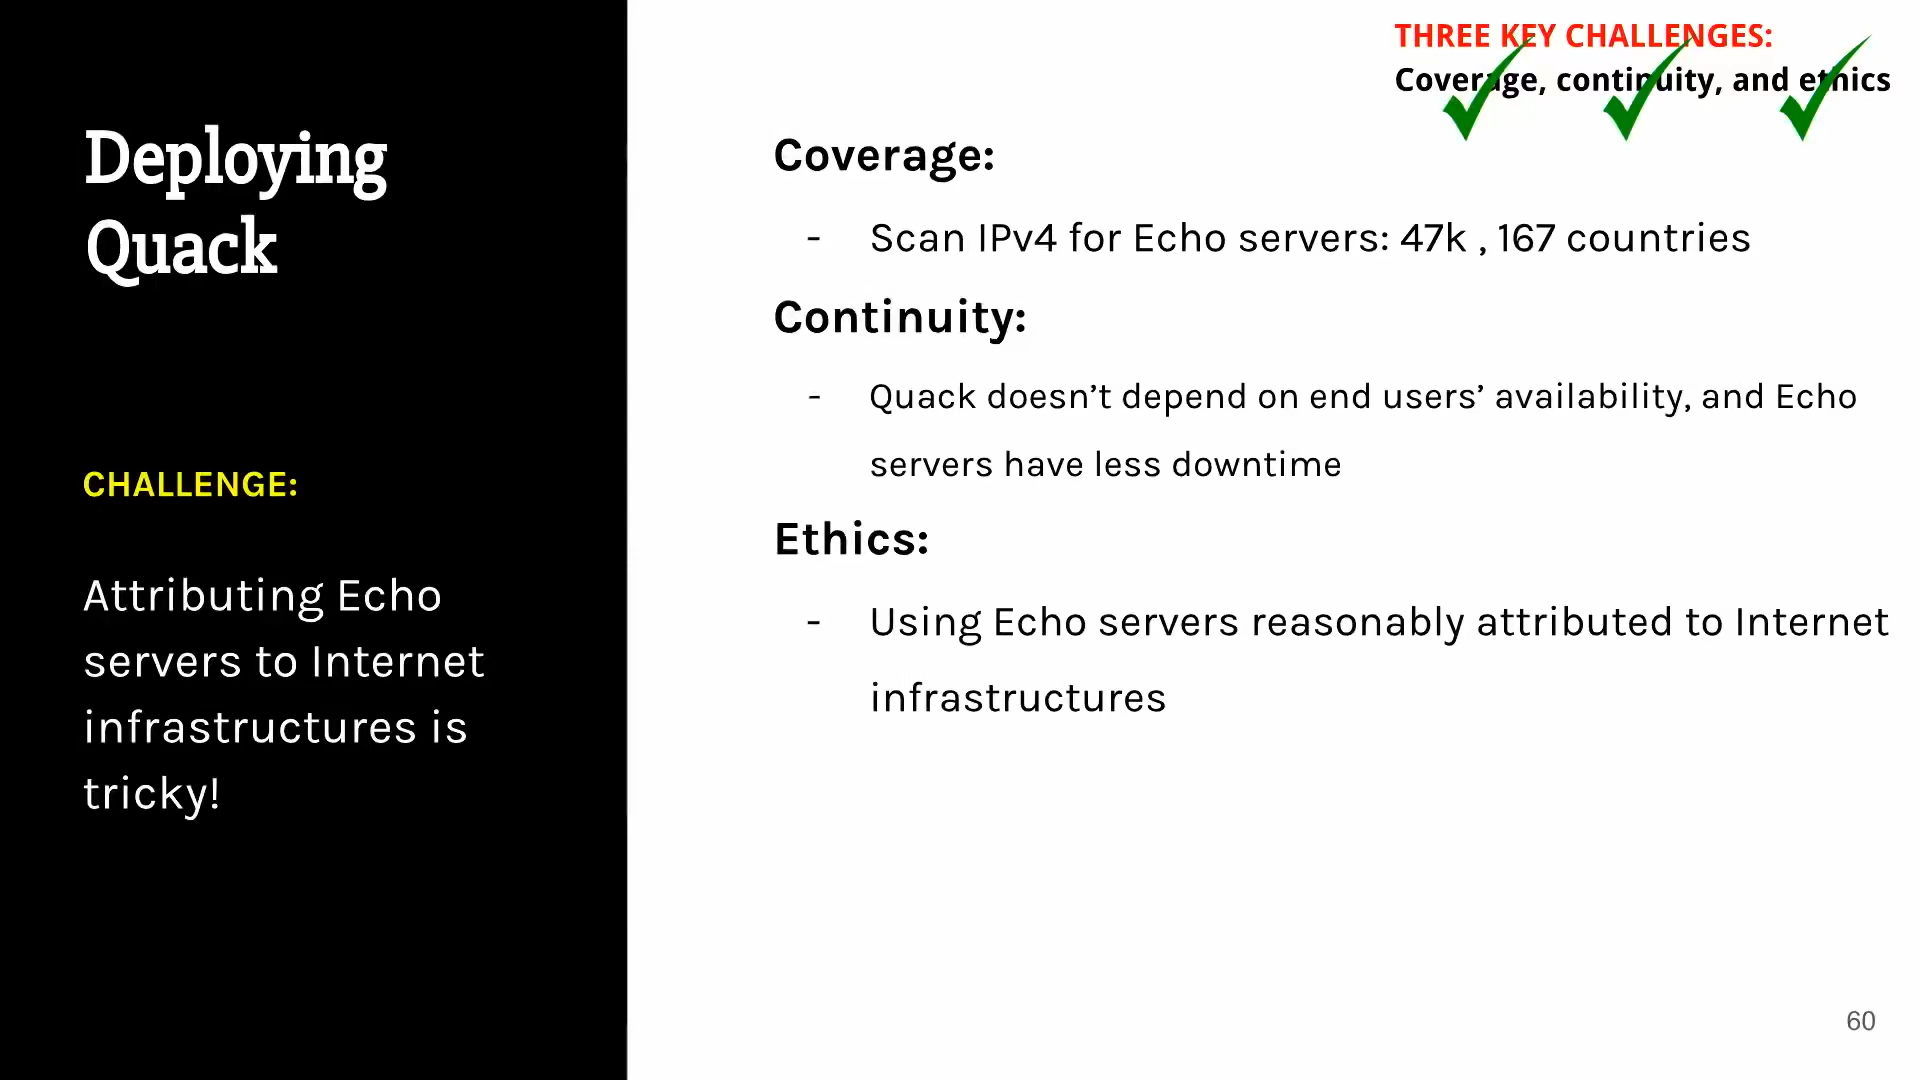 Deploying
Quack
CHALLENGE:
Attributing Echo
servers to Internet
infrastructures is
tricky!
THREE KEY CHALLENGES:
Coverage, continuity, and ethics
Coverage:
- Scan IPv4 for Echo servers: 47k , 167 countries
Continuity:
- Quack doesn’t depend on end users’ availability, and Echo
servers have less downtime
Ethics:
- Using Echo servers reasonably attributed to Internet
infrastructures
60